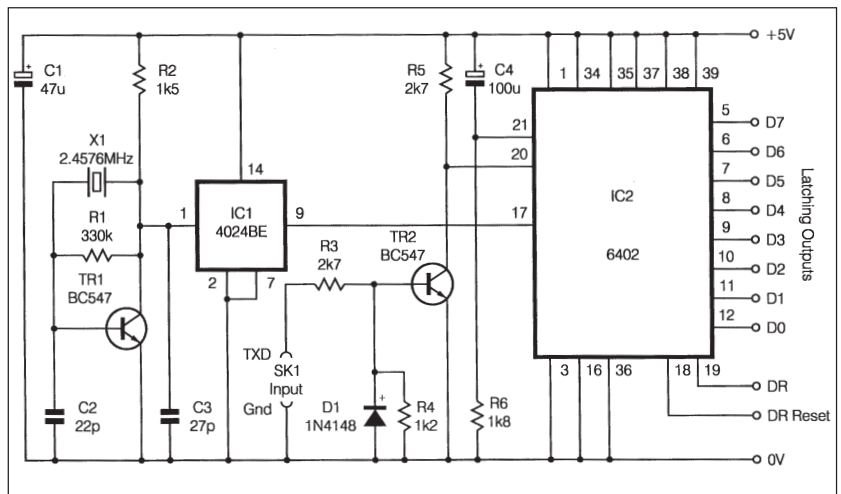 +5V
C1
47u
+
R2
1k5
R5
2k7
+
C4
100u
1 34 35 37 38 39
X1
2.4576MHz
14
21
20
5 D7
6 D6
7 D5
8 D4
9 D3
10 D2
11 D1
12 D0
Latching Outputs
IC2
6402
R1
330k
1
IC1
4024BE
9
17
2 7
R3
2k7
TR2
BC547
TR1
BC547
TXD
SK1
Input
Gnd
3 16 36 18 19
DR
DR Reset
C2
22p
C3
27p
D1
1N4148
+
R4
1k2
R6
1k8
0V